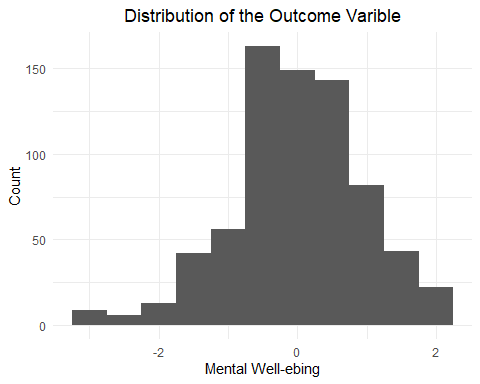 Distribution of the Outcome Varible
150
100
50
0
Count
-2
0
2
Mental Well-ebing